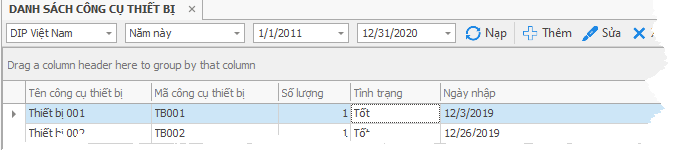 DANH SÁCH CÔNG CỤ THIẾT BỊ
DIP Việt Nam Năm này 1/1/2011 12/31/2020 Nạp Thêm Sửa
Drag a column header here to group by that column
Tên công cụ thiết bị Mã công cụ thiết bị Số lượng Tình trạng Ngày nhập
Thiết bị 001 TB001 1 Tốt 12/3/2019
Thiết bị 002 TB002 1 Tốt 12/26/2019